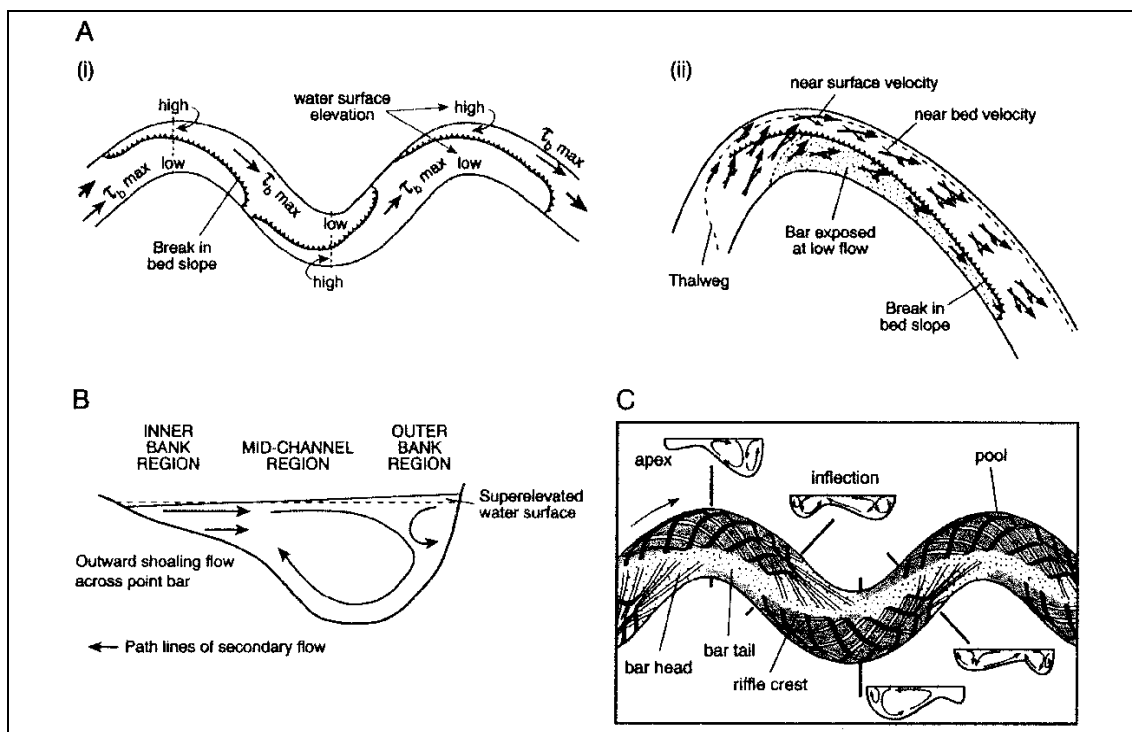 A
(i)
high
water surface
elevation
high
τb max
low
τb max
τb max
low
τb max
low
τb max
Break in
bed slope
high
(ii)
near surface velocity
near bed velocity
Bar exposed
at low flow
Thalweg
Break in
bed slope
B
INNER
BANK
REGION
MID-CHANNEL
REGION
OUTER
BANK
REGION
Superelevated
water surface
Outward shoaling flow
across point bar
Path lines of secondary flow
C
apex
inflection
pool
bar head
bar tail
riffle crest